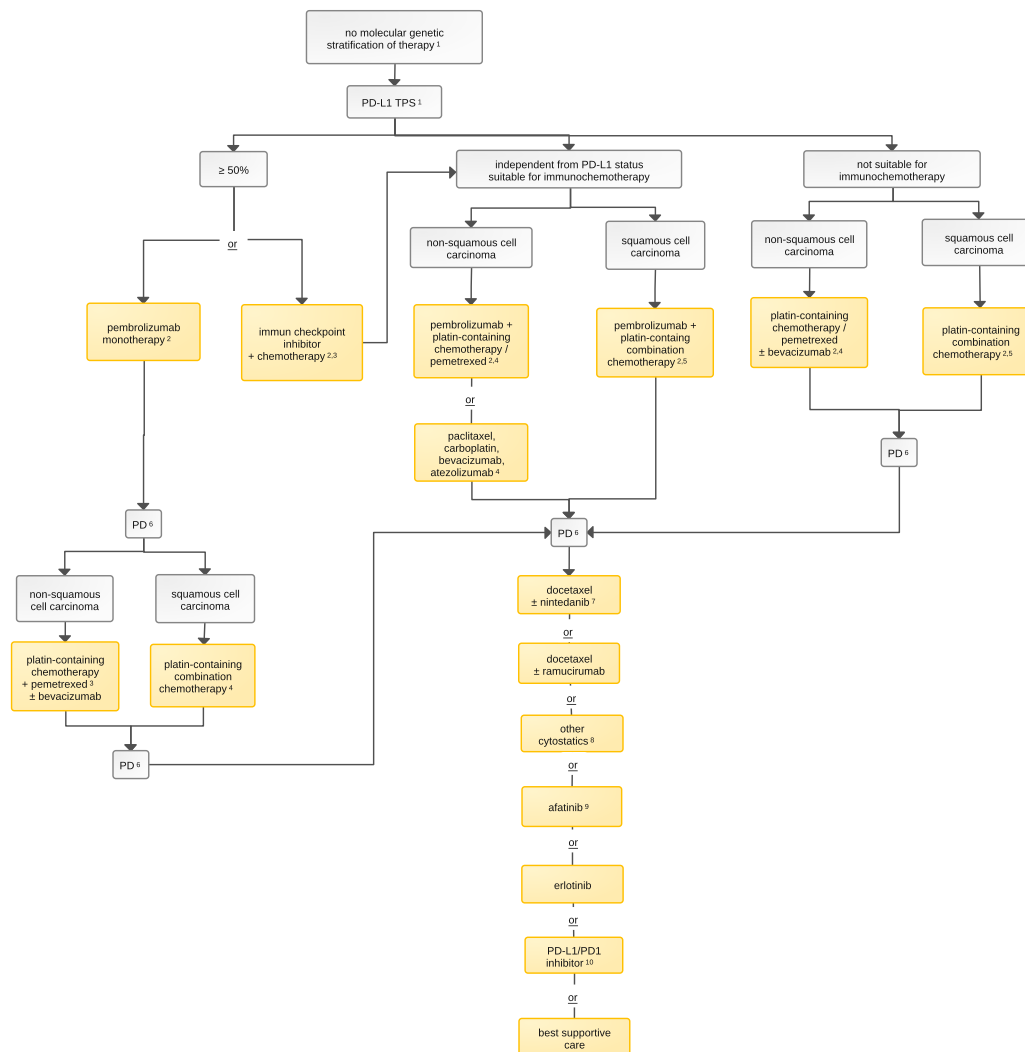 no molecular genetic
stratification of therapy 1
PD-L1 TPS 1
≥ 50%
independent from PD-L1 status
suitable for immunochemotherapy
not suitable for
immunochemotherapy
or
non-squamous cell
carcinoma
squamous cell
carcinoma
non-squamous cell
carcinoma
squamous cell
carcinoma
pembrolizumab
monotherapy 2
immun checkpoint
inhibitor
+ chemotherapy 2,3
pembrolizumab +
platin-containing
chemotherapy /
pemetrexed 2,4
pembrolizumab +
platin-containg
combination
chemotherapy 2,5
platin-containing
chemotherapy /
pemetrexed
± bevacizumab 2,4
platin-containing
combination
chemotherapy 2,5
or
paclitaxel,
carboplatin,
bevacizumab,
atezolizumab 4
PD 6
PD 6
PD 6
non-squamous
cell carcinoma
squamous cell
carcinoma
platin-containing
chemotherapy
+ pemetrexed 3
± bevacizumab
platin-containing
combination
chemotherapy 4
PD 6
docetaxel
± nintedanib 7
or
docetaxel
± ramucirumab
or
other
cytostatics 8
or
afatinib 9
or
erlotinib
or
PD-L1/PD1
inhibitor 10
or
best supportive
care